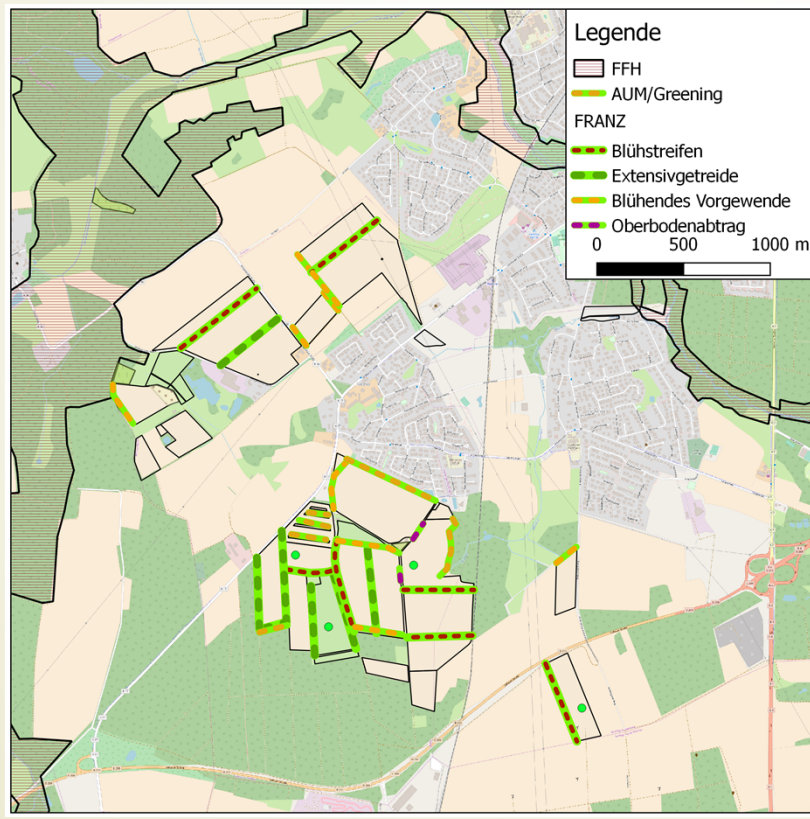 Legende
FFH
AUM/Greening
FRANZ
Blühstreifen
Extensivgetreide
Blühendes Vorgewende
Oberbodenabtrag
0 500 1000 m